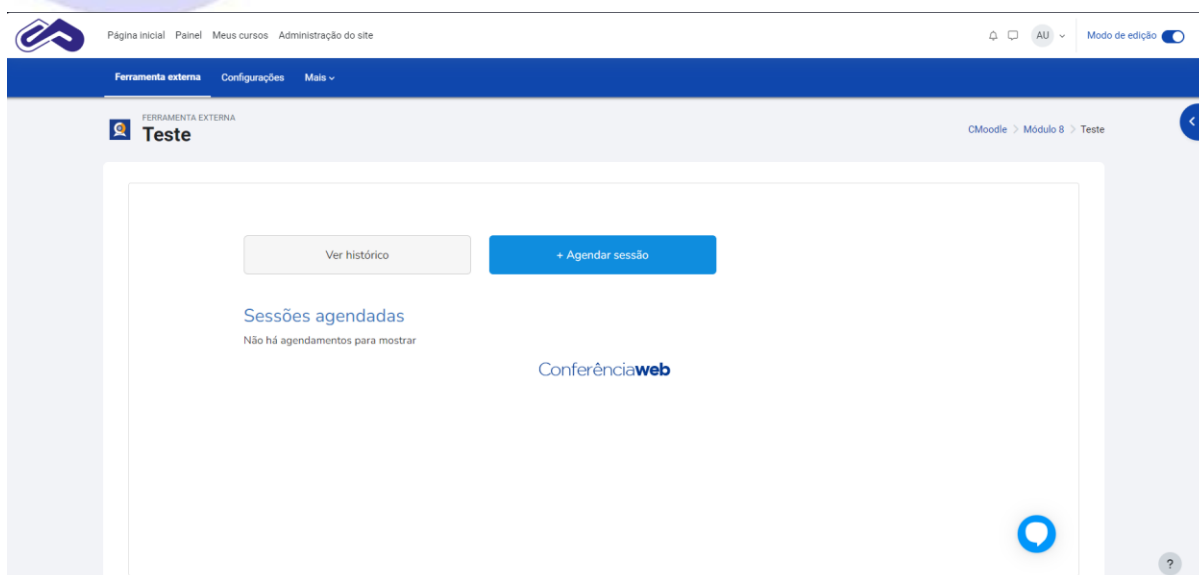 Página inicial Painel Meus cursos Administração do site AU Modo de edição
Ferramenta externa Configurações Mais
FERRAMENTA EXTERNA
Teste
CMoodle > Módulo 8 > Teste
Ver histórico
+ Agendar sessão
Sessões agendadas
Não há agendamentos para mostrar
Conferênciaweb
?